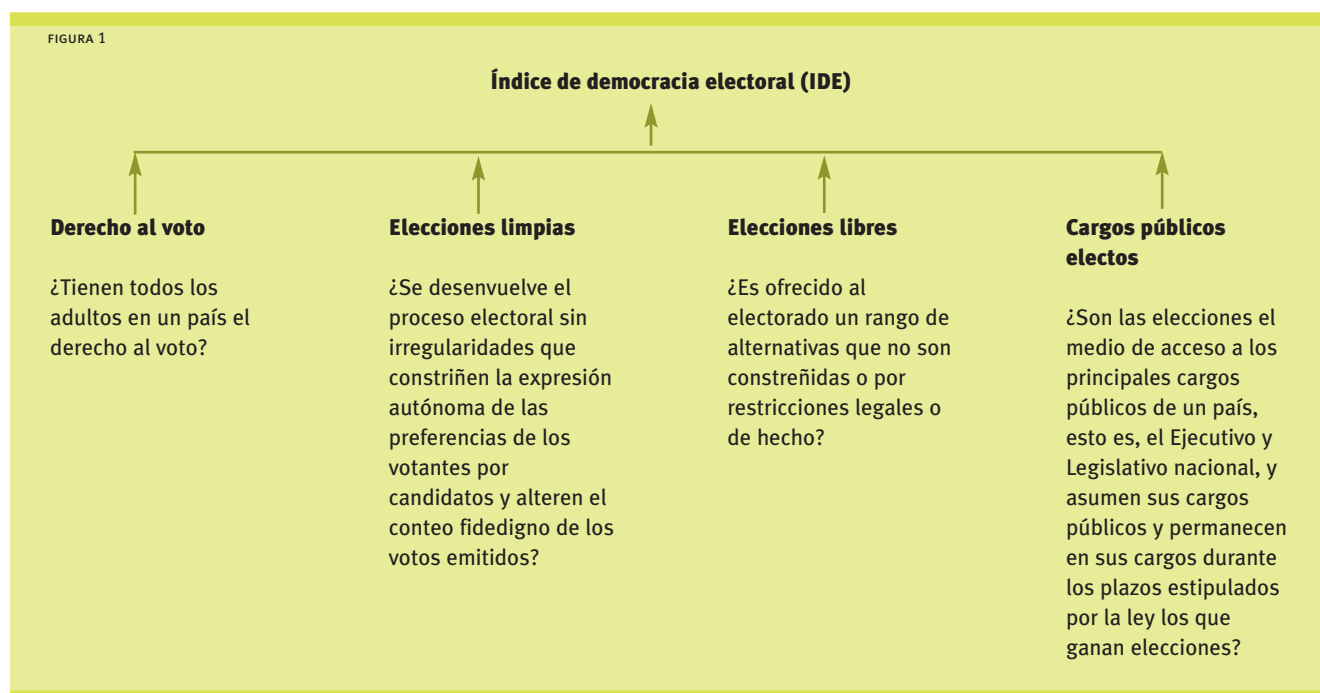 FIGURA 1
Índice de democracia electoral (IDE)
Derecho al voto
¿Tienen todos los
adultos en un país el
derecho al voto?
Elecciones limpias
¿Se desenvuelve el
proceso electoral sin
irregularidades que
constriñen la expresión
autónoma de las
preferencias de los
votantes por
candidatos y alteren el
conteo fidedigno de los
votos emitidos?
Elecciones libres
¿Es ofrecido al
electorado un rango de
alternativas que no son
constreñidas o por
restricciones legales o
de hecho?
Cargos públicos
electos
¿Son las elecciones el
medio de acceso a los
principales cargos
públicos de un país,
esto es, el Ejecutivo y
Legislativo nacional, y
asumen sus cargos
públicos y permanecen
en sus cargos durante
los plazos estipulados
por la ley los que
ganan elecciones?